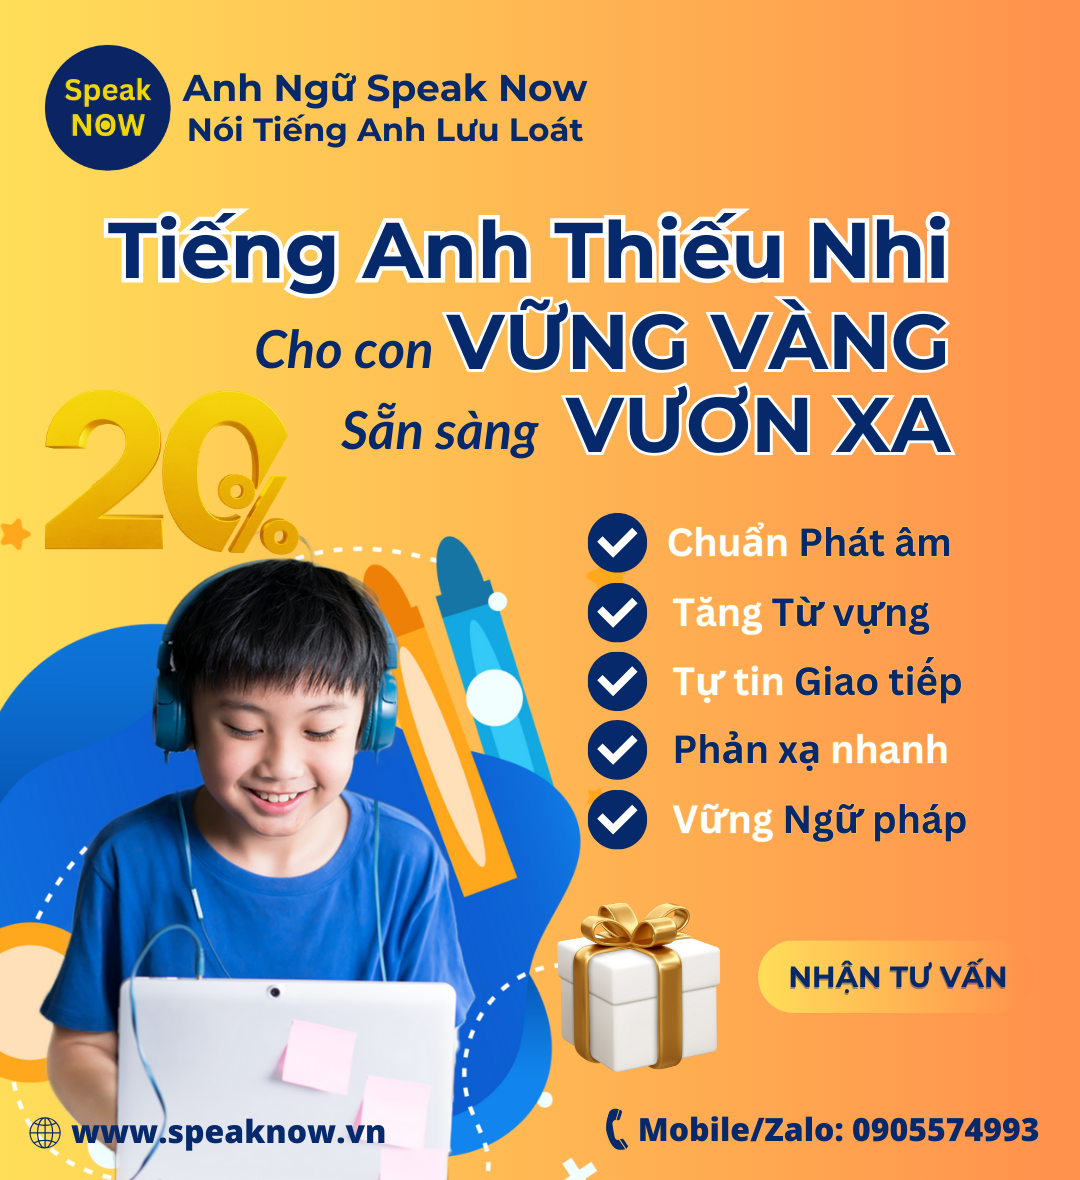 Speak
NOW
Anh Ngữ Speak Now
Nói Tiếng Anh Lưu Loát
Tiếng Anh Thiếu Nhi
Cho con VỮNG VÀNG
Sẵn sàng VƯƠN XA
20%
Chuẩn Phát âm
Tăng Từ vựng
Tự tin Giao tiếp
Phản xạ nhanh
Vững Ngữ pháp
NHẬN TƯ VẤN
www.speaknow.vn
Mobile/Zalo: 0905574993